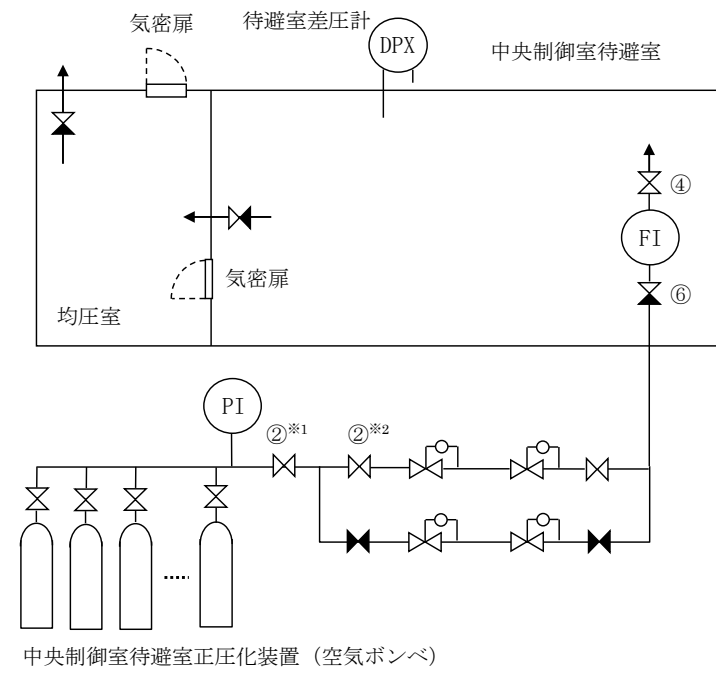 気密扉
待避室差圧計
DPX
中央制御室待避室
④
FI
⑥
気密扉
均圧室
PI
②※1
②※2
中央制御室待避室正圧化装置（空気ボンベ）